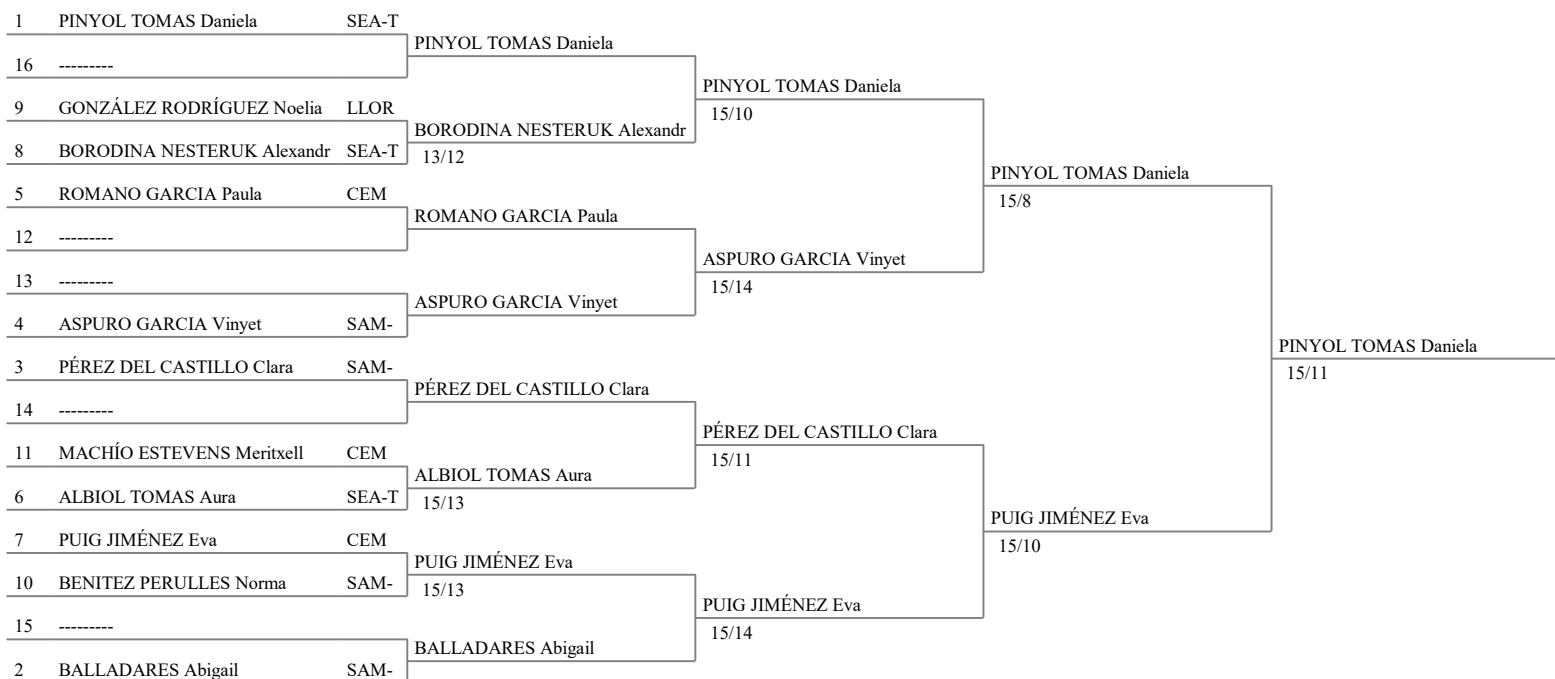 1 PINYOL TOMAS Daniela SEA-T
PINYOL TOMAS Daniela
16 ---------
PINYOL TOMAS Daniela
15/10
9 GONZÁLEZ RODRÍGUEZ Noelia LLOR
BORODINA NESTERUK Alexandr
8 BORODINA NESTERUK Alexandr SEA-T
13/12
PINYOL TOMAS Daniela
15/8
5 ROMANO GARCIA Paula CEM
ROMANO GARCIA Paula
12 ---------
ASPURO GARCIA Vinyet
15/14
13 ---------
ASPURO GARCIA Vinyet
4 ASPURO GARCIA Vinyet SAM-
PINYOL TOMAS Daniela
15/11
3 PÉREZ DEL CASTILLO Clara SAM-
PÉREZ DEL CASTILLO Clara
14 ---------
PÉREZ DEL CASTILLO Clara
15/11
11 MACHÍO ESTEVENS Meritxell CEM
ALBIOL TOMAS Aura
6 ALBIOL TOMAS Aura SEA-T
15/13
PUIG JIMÉNEZ Eva
15/10
7 PUIG JIMÉNEZ Eva CEM
PUIG JIMÉNEZ Eva
10 BENITEZ PERULLES Norma SAM-
15/13
PUIG JIMÉNEZ Eva
15/14
15 ---------
BALLADARES Abigail
2 BALLADARES Abigail SAM-